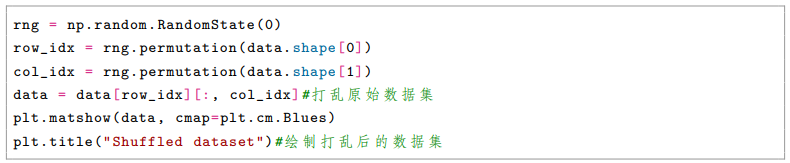 rng = np.random.RandomState(0)
row_idx = rng.permutation(data.shape[0])
col_idx = rng.permutation(data.shape[1])
data = data[row_idx][:, col_idx]#打乱原始数据集
plt.matshow(data, cmap=plt.cm.Blues)
plt.title("Shuffled dataset")#绘制打乱后的数据集